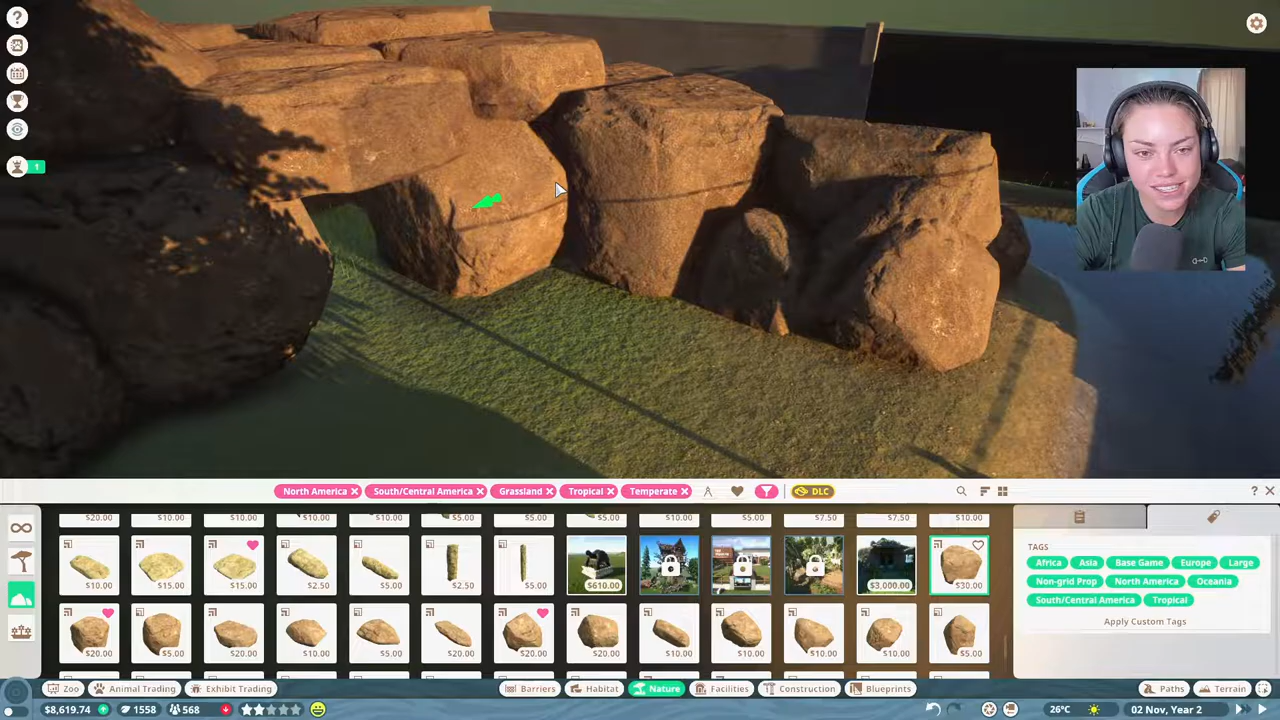 ?
1
North America ✕ South/Central America ✕ Grassland ✕ Tropical ✕ Temperate ✕ DLC ? ✕
$20.00 $10.00 $10.00 $10.00 $10.00 $5.00 $5.00 $10.00 $10.00 $5.00 $7.50 $7.50 $10.00
$10.00 $15.00 $15.00 $2.50 $5.00 $2.50 $5.00 $610.00 $3,000.00 $30.00
$20.00 $5.00 $20.00 $10.00 $5.00 $20.00 $20.00 $20.00 $10.00 $10.00 $10.00 $10.00 $5.00
TAGS
Africa Asia Base Game Europe Large
Non-grid Prop North America Oceania
South/Central America Tropical
Apply Custom Tags
Zoo Animal Trading Exhibit Trading Barriers Habitat Nature Facilities Construction Blueprints Paths Terrain
$8,619.74 1558 568 26°C 02 Nov, Year 2